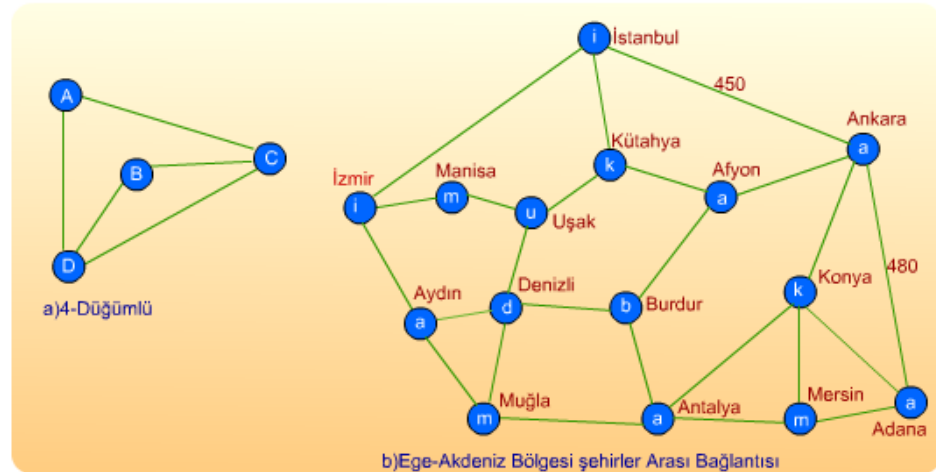 A
B
C
D
a)4-Düğümlü
i İstanbul
450
Ankara
a
Kütahya
k
Afyon
a
Manisa
m
İzmir
i
u
Uşak
Aydın
a
Denizli
d
b Burdur
Konya
k
480
Muğla
m
a Antalya
Mersin
m
a
Adana
b)Ege-Akdeniz Bölgesi şehirler Arası Bağlantısı